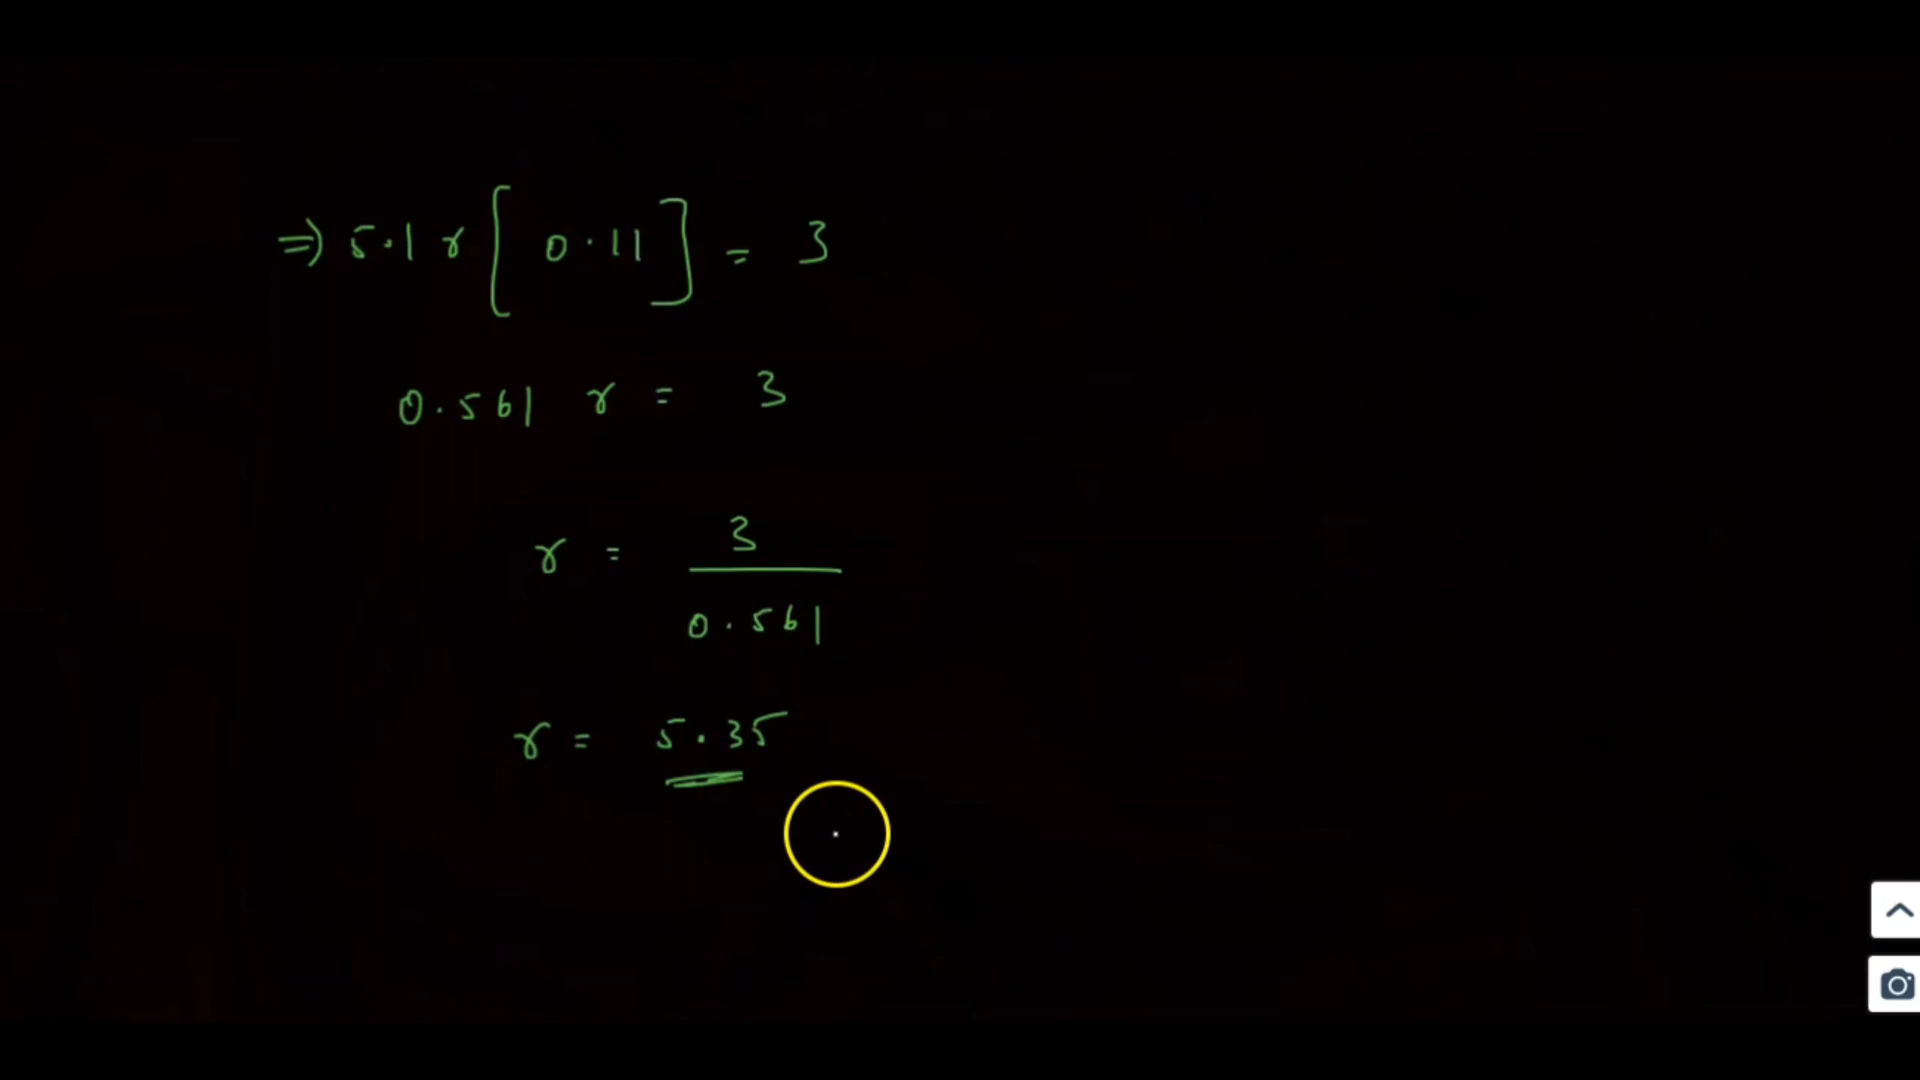 ⇒ 5.1 r [ 0.11 ] = 3
0.561 r = 3
r = 3
0.561
r = 5.35